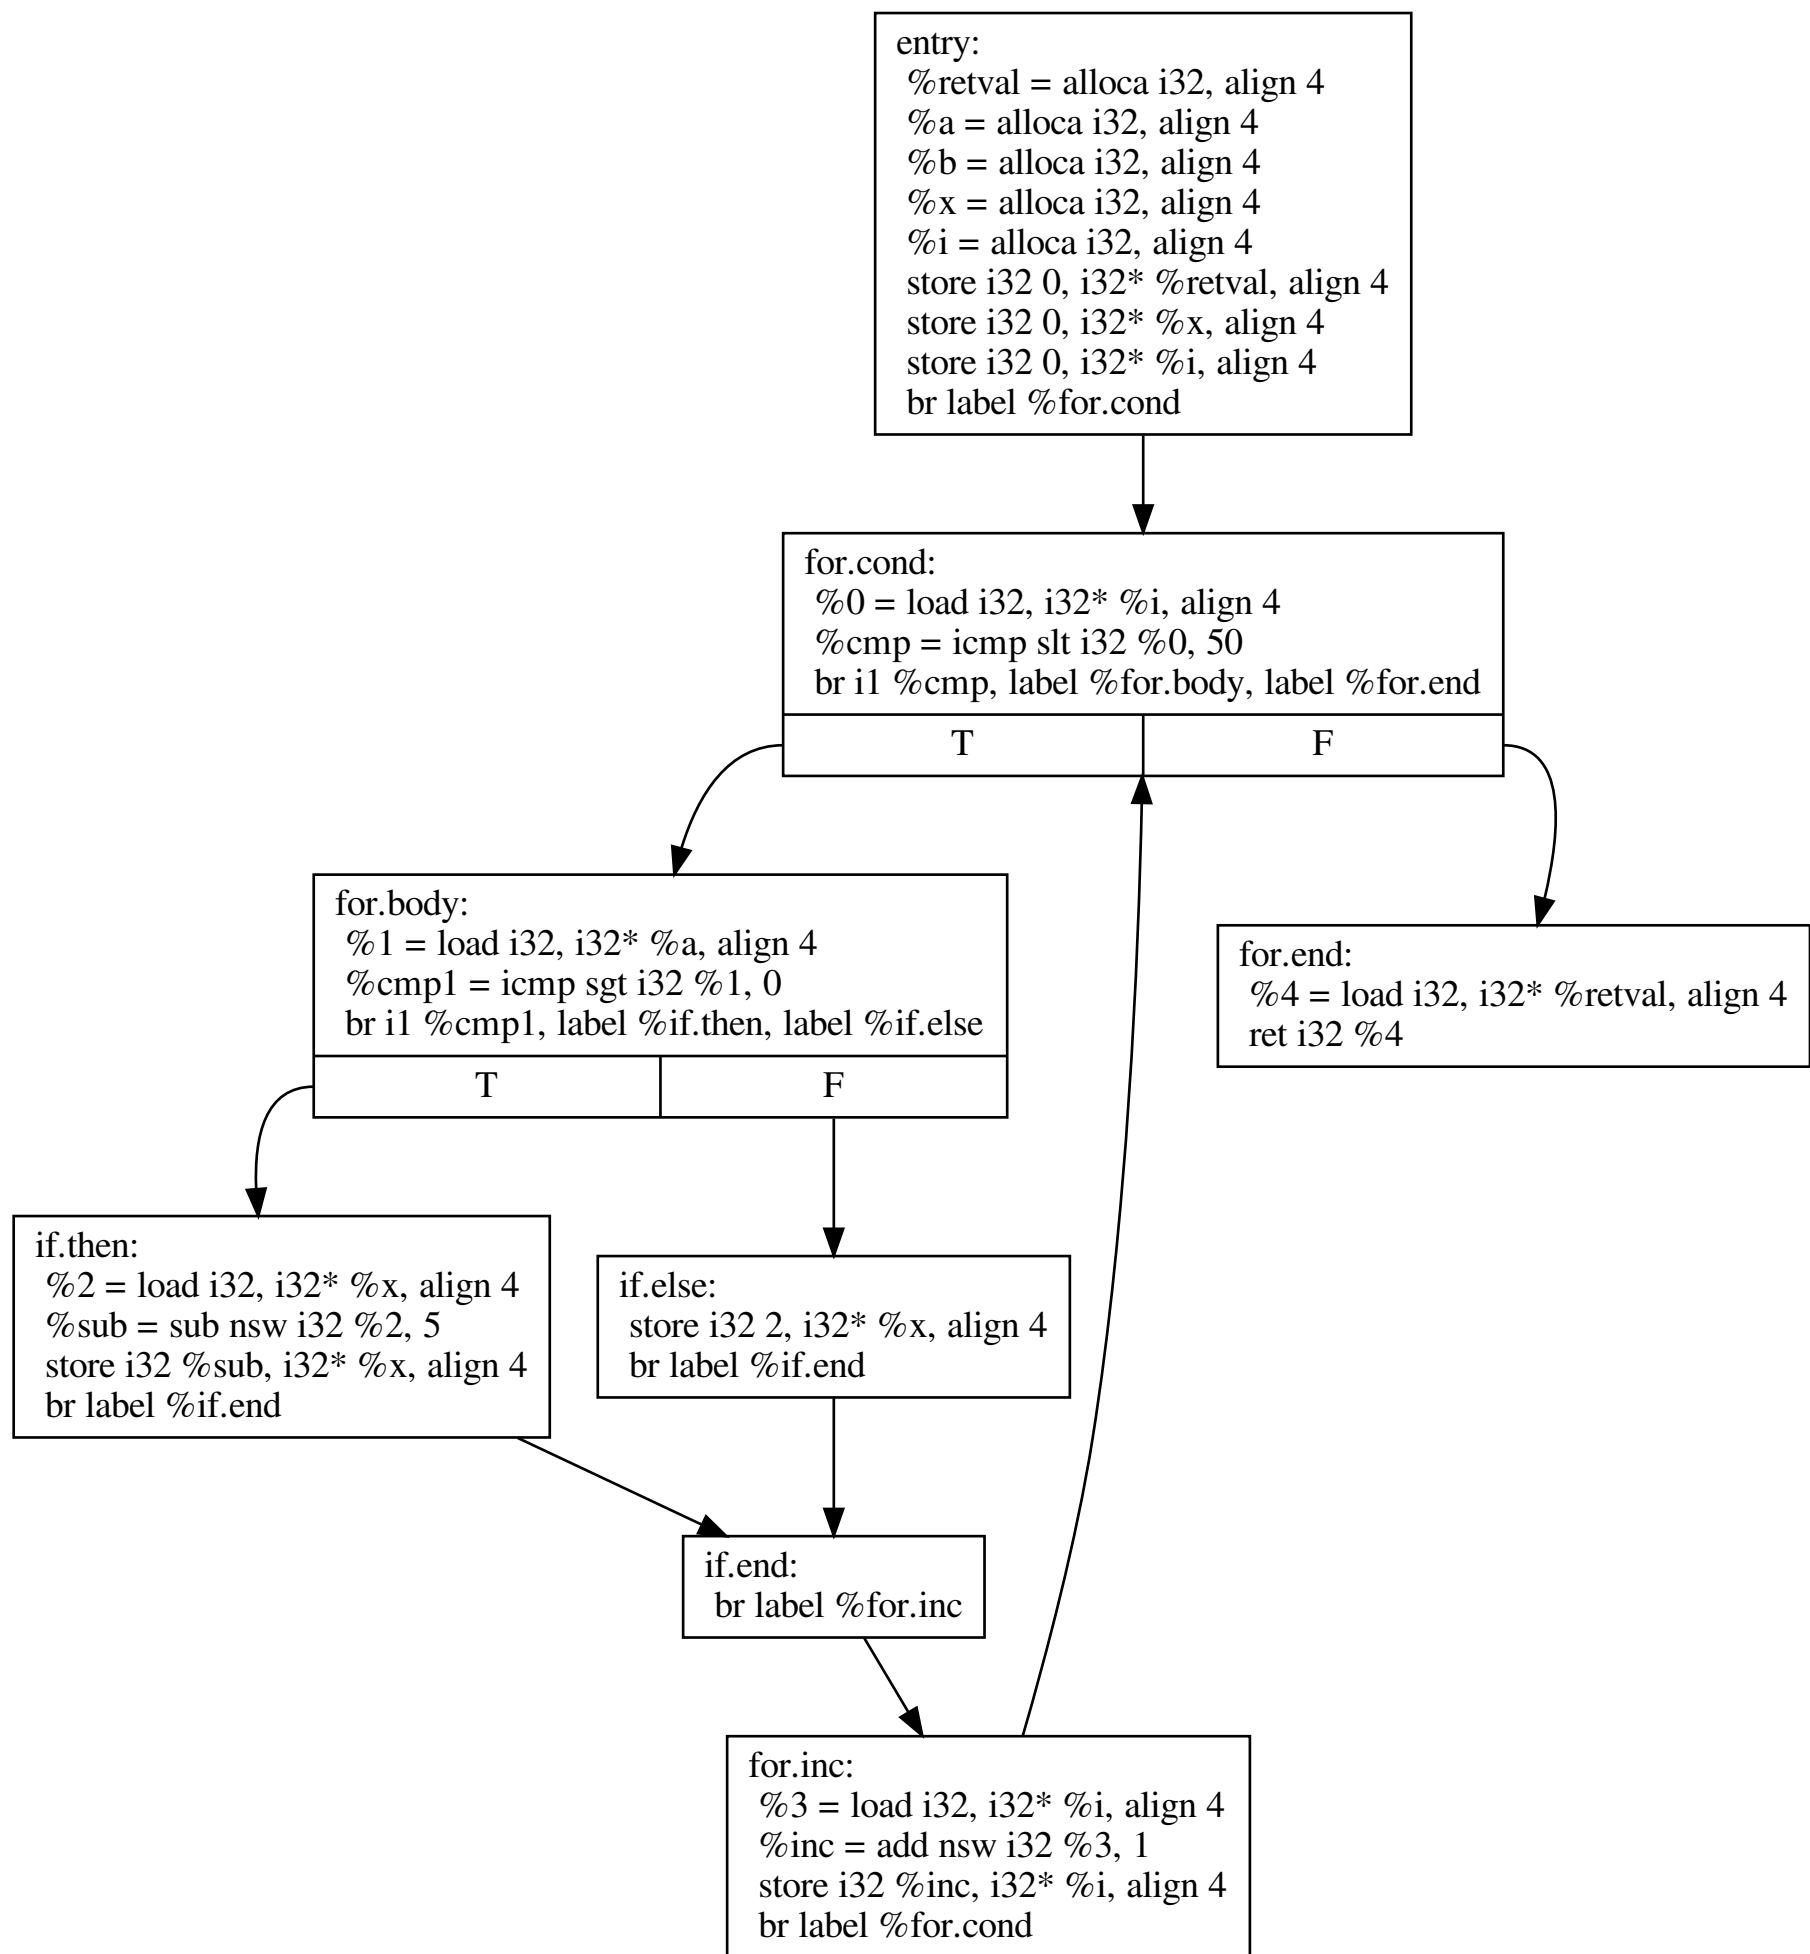 entry:
%retval = alloca i32, align 4
%a = alloca i32, align 4
%b = alloca i32, align 4
%x = alloca i32, align 4
%i = alloca i32, align 4
store i32 0, i32* %retval, align 4
store i32 0, i32* %x, align 4
store i32 0, i32* %i, align 4
br label %for.cond
for.cond:
%0 = load i32, i32* %i, align 4
%cmp = icmp slt i32 %0, 50
br i1 %cmp, label %for.body, label %for.end
T
F
for.body:
%1 = load i32, i32* %a, align 4
%cmp1 = icmp sgt i32 %1, 0
br i1 %cmp1, label %if.then, label %if.else
T
F
for.end:
%4 = load i32, i32* %retval, align 4
ret i32 %4
if.then:
%2 = load i32, i32* %x, align 4
%sub = sub nsw i32 %2, 5
store i32 %sub, i32* %x, align 4
br label %if.end
if.else:
store i32 2, i32* %x, align 4
br label %if.end
if.end:
br label %for.inc
for.inc:
%3 = load i32, i32* %i, align 4
%inc = add nsw i32 %3, 1
store i32 %inc, i32* %i, align 4
br label %for.cond